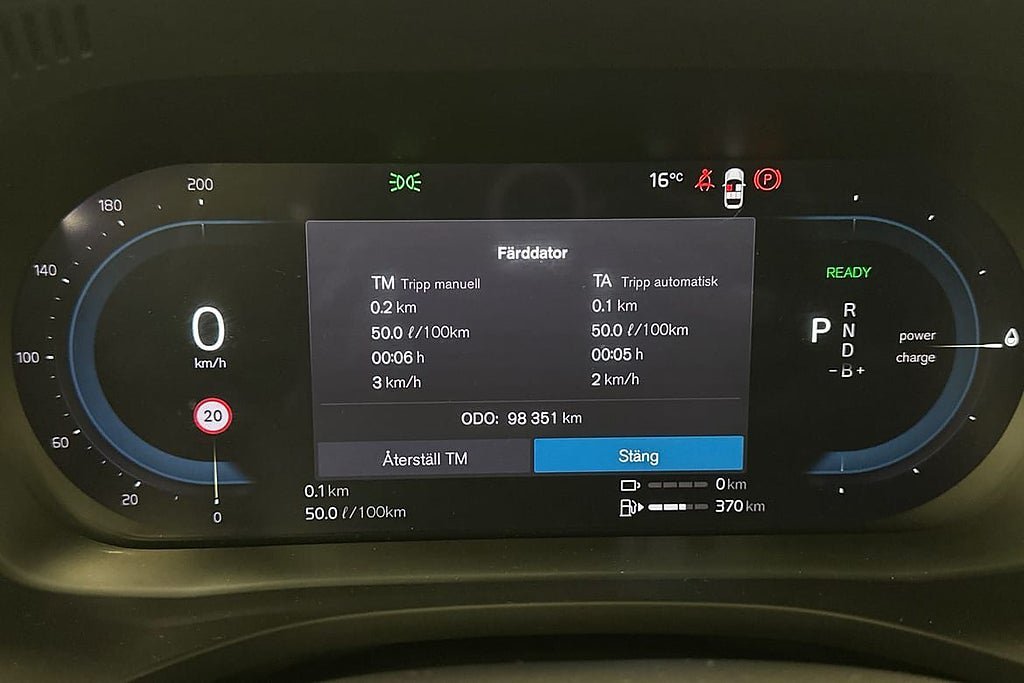 200
180
140
100
60
20
0
16°C
P
0
km/h
20
Färddator
TM Tripp manuell
0.2 km
50.0 ℓ/100km
00:06 h
3 km/h
TA Tripp automatisk
0.1 km
50.0 ℓ/100km
00:05 h
2 km/h
ODO: 98 351 km
Återställ TM
Stäng
0.1 km
50.0 ℓ/100km
0 km
370 km
READY
P
R
N
D
-B+
power
charge